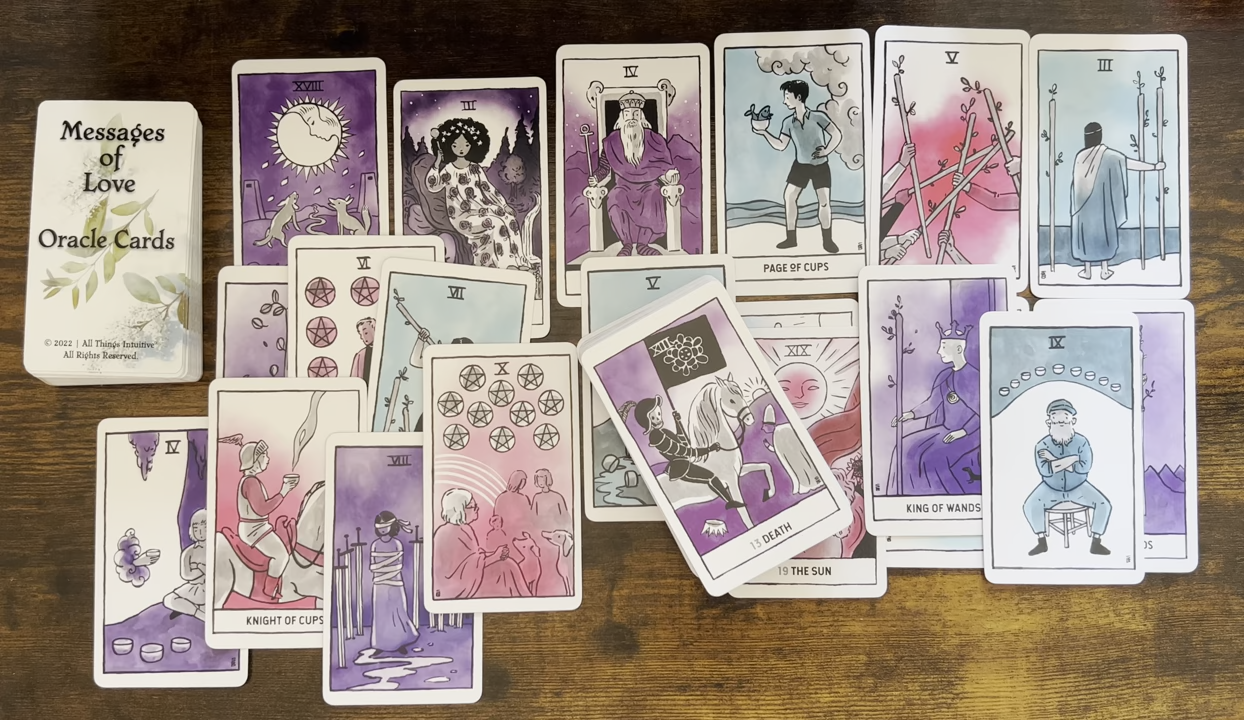 Messages
of
Love
Oracle Cards
© 2022 | All Things Intuitive
All Rights Reserved.
XVIII
III
IV
PAGE OF CUPS
V
III
VI
VII
V
XIII
13 DEATH
XIX
19 THE SUN
KING OF WANDS
IX
DS
IV
KNIGHT OF CUPS
VIII
X